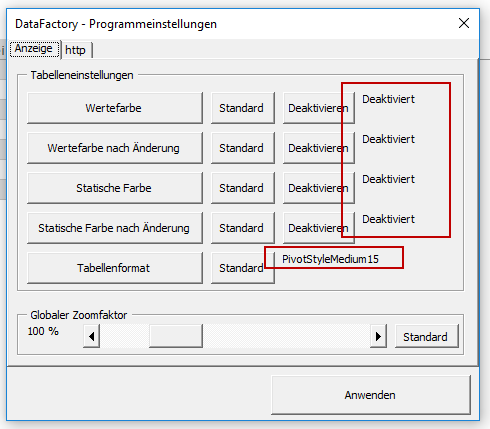 DataFactory - Programmeinstellungen
Anzeige http
Tabelleneinstellungen
Wertefarbe Standard Deaktivieren Deaktiviert
Wertefarbe nach Änderung Standard Deaktivieren Deaktiviert
Statische Farbe Standard Deaktivieren Deaktiviert
Statische Farbe nach Änderung Standard Deaktivieren Deaktiviert
Tabellenformat Standard PivotStyleMedium15
Globaler Zoomfaktor
100 % Standard
Anwenden